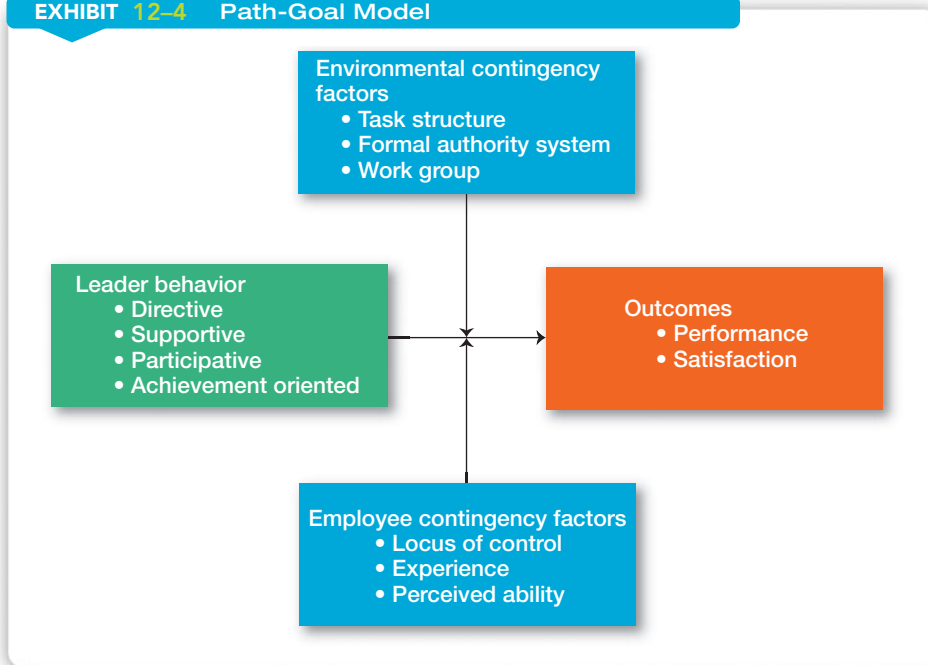 EXHIBIT 12–4 Path-Goal Model
Environmental contingency
factors
• Task structure
• Formal authority system
• Work group
Leader behavior
• Directive
• Supportive
• Participative
• Achievement oriented
Outcomes
• Performance
• Satisfaction
Employee contingency factors
• Locus of control
• Experience
• Perceived ability